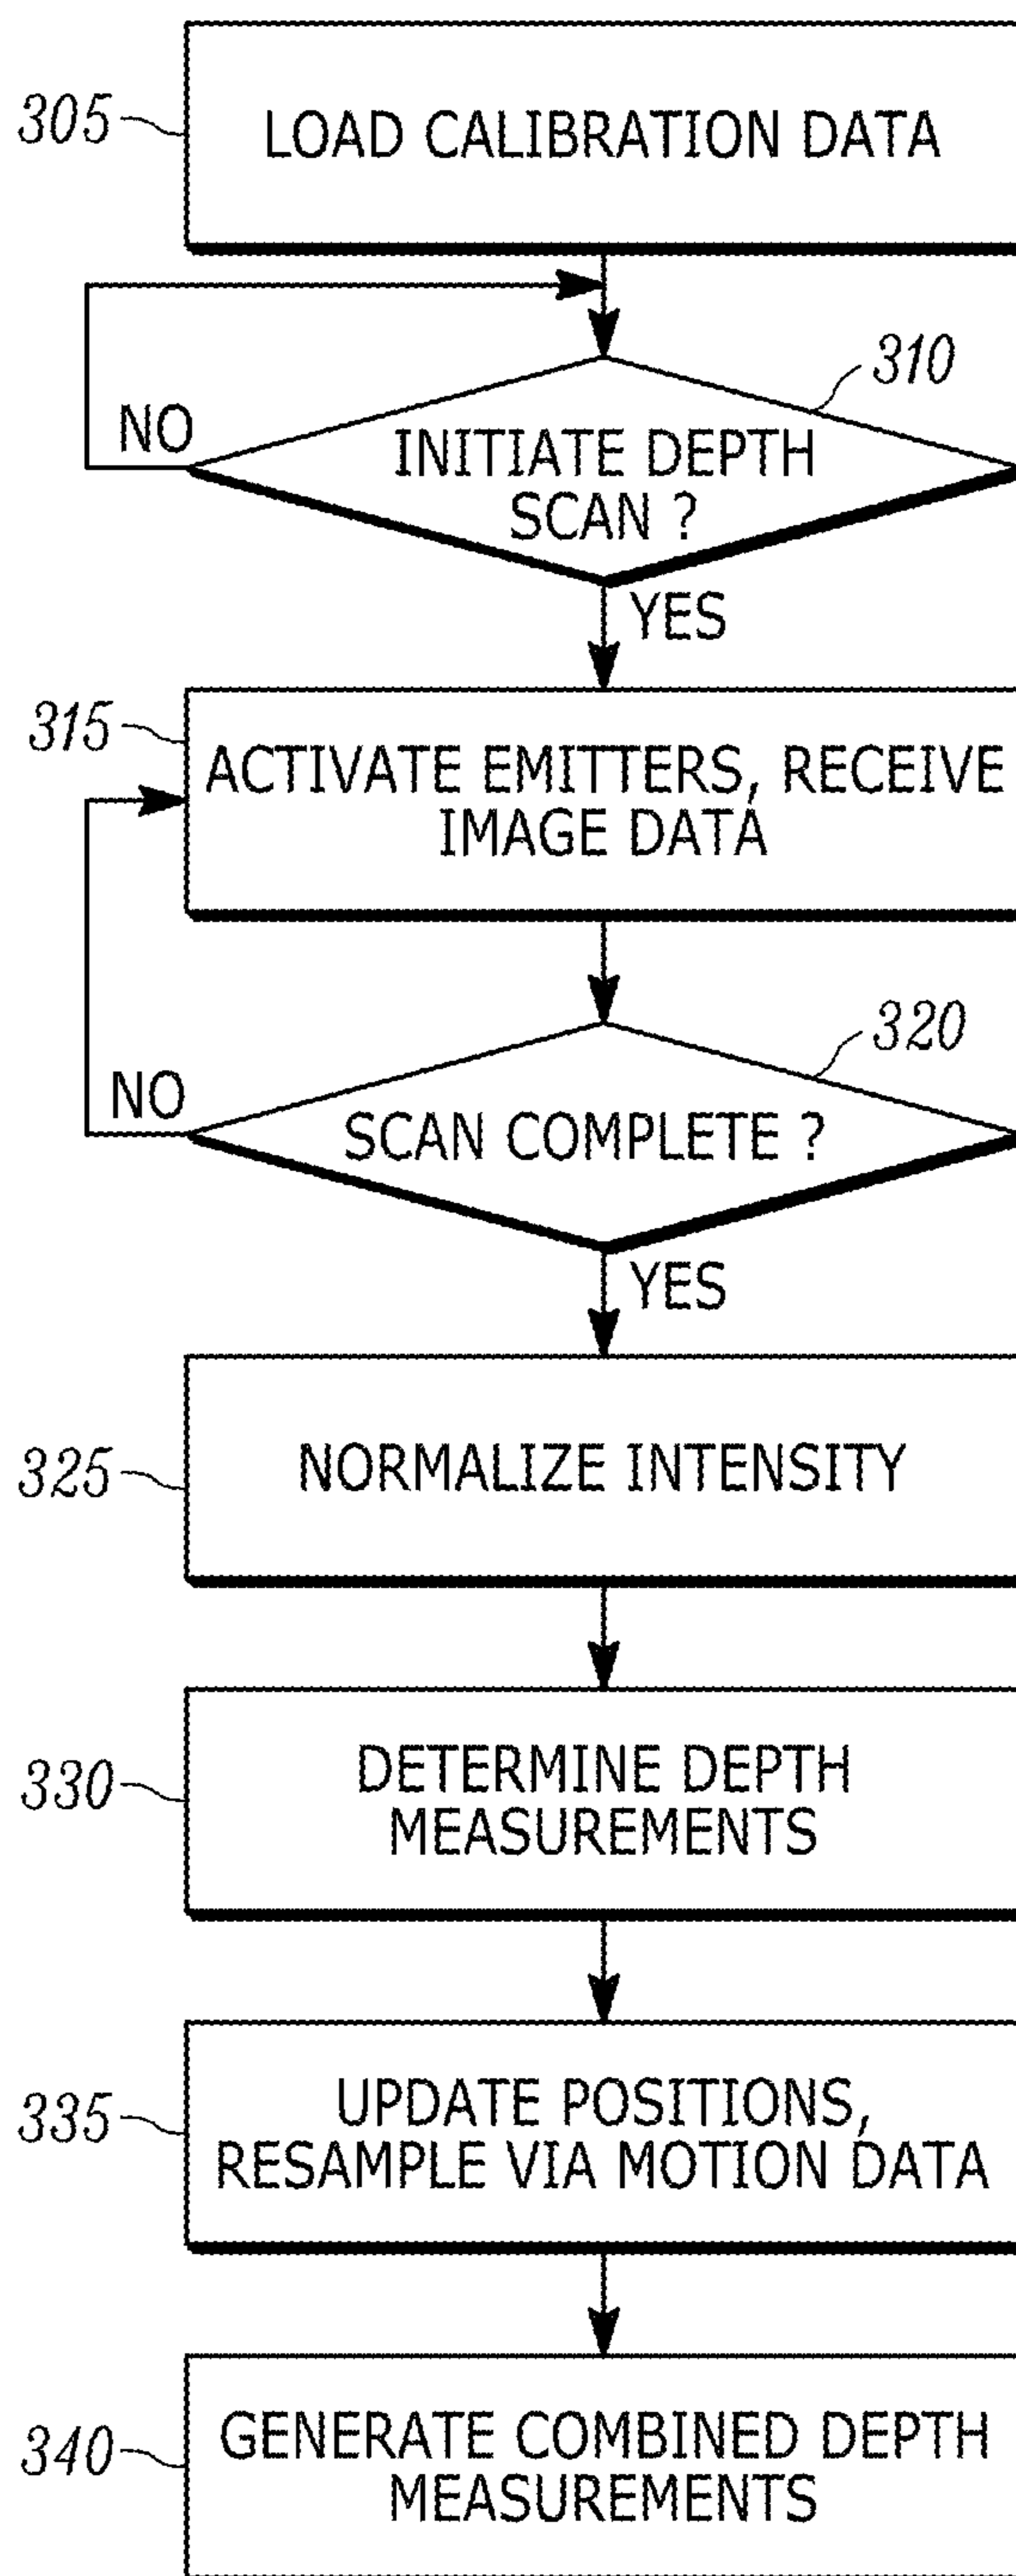 305
LOAD CALIBRATION DATA
310
NO
INITIATE DEPTH
SCAN ?
YES
315
ACTIVATE EMITTERS, RECEIVE
IMAGE DATA
320
NO
SCAN COMPLETE ?
YES
325
NORMALIZE INTENSITY
330
DETERMINE DEPTH
MEASUREMENTS
335
UPDATE POSITIONS,
RESAMPLE VIA MOTION DATA
340
GENERATE COMBINED DEPTH
MEASUREMENTS